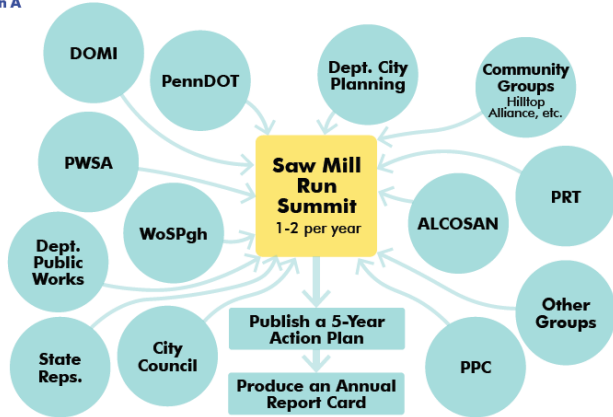 n A
DOMI
PennDOT
Dept. City
Planning
Community
Groups
Hilltop
Alliance, etc.
PWSA
Saw Mill
Run
Summit
1-2 per year
PRT
WoSPgh
ALCOSAN
Dept.
Public
Works
Other
Groups
State
Reps.
City
Council
Publish a 5-Year
Action Plan
PPC
Produce an Annual
Report Card